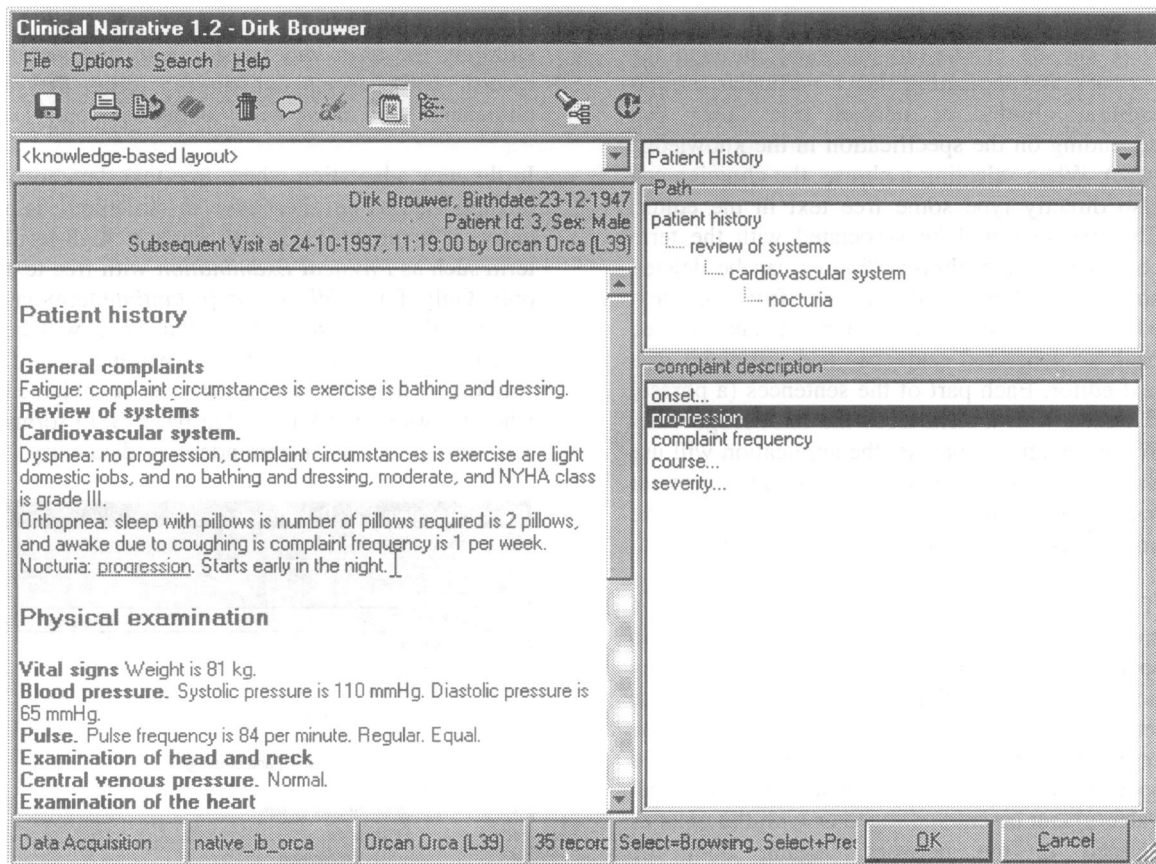 Clinical Narrative 1.2 - Dirk Brouwer
File Options Search Help
<knowledge-based layout>
Patient History
Dirk Brouwer, Birthdate:23-12-1947
Patient Id: 3, Sex: Male
Subsequent Visit at 24-10-1997, 11:19:00 by Orcan Orca (L39)
Path
patient history
review of systems
cardiovascular system
nocturia
Patient history
General complaints
Fatigue: complaint circumstances is exercise is bathing and dressing.
Review of systems
Cardiovascular system.
Dyspnea: no progression, complaint circumstances is exercise are light
domestic jobs, and no bathing and dressing, moderate, and NYHA class
is grade III.
Orthopnea: sleep with pillows is number of pillows required is 2 pillows,
and awake due to coughing is complaint frequency is 1 per week.
Nocturia: progression. Starts early in the night.
Physical examination
Vital signs Weight is 81 kg.
Blood pressure. Systolic pressure is 110 mmHg. Diastolic pressure is
65 mmHg.
Pulse. Pulse frequency is 84 per minute. Regular. Equal.
Examination of head and neck
Central venous pressure. Normal.
Examination of the heart
complaint description
onset...
progression
complaint frequency
course...
severity...
Data Acquisition native_ib_orca Orcan Orca (L39) 35 record Select=Browsing, Select+Pres
OK Cancel